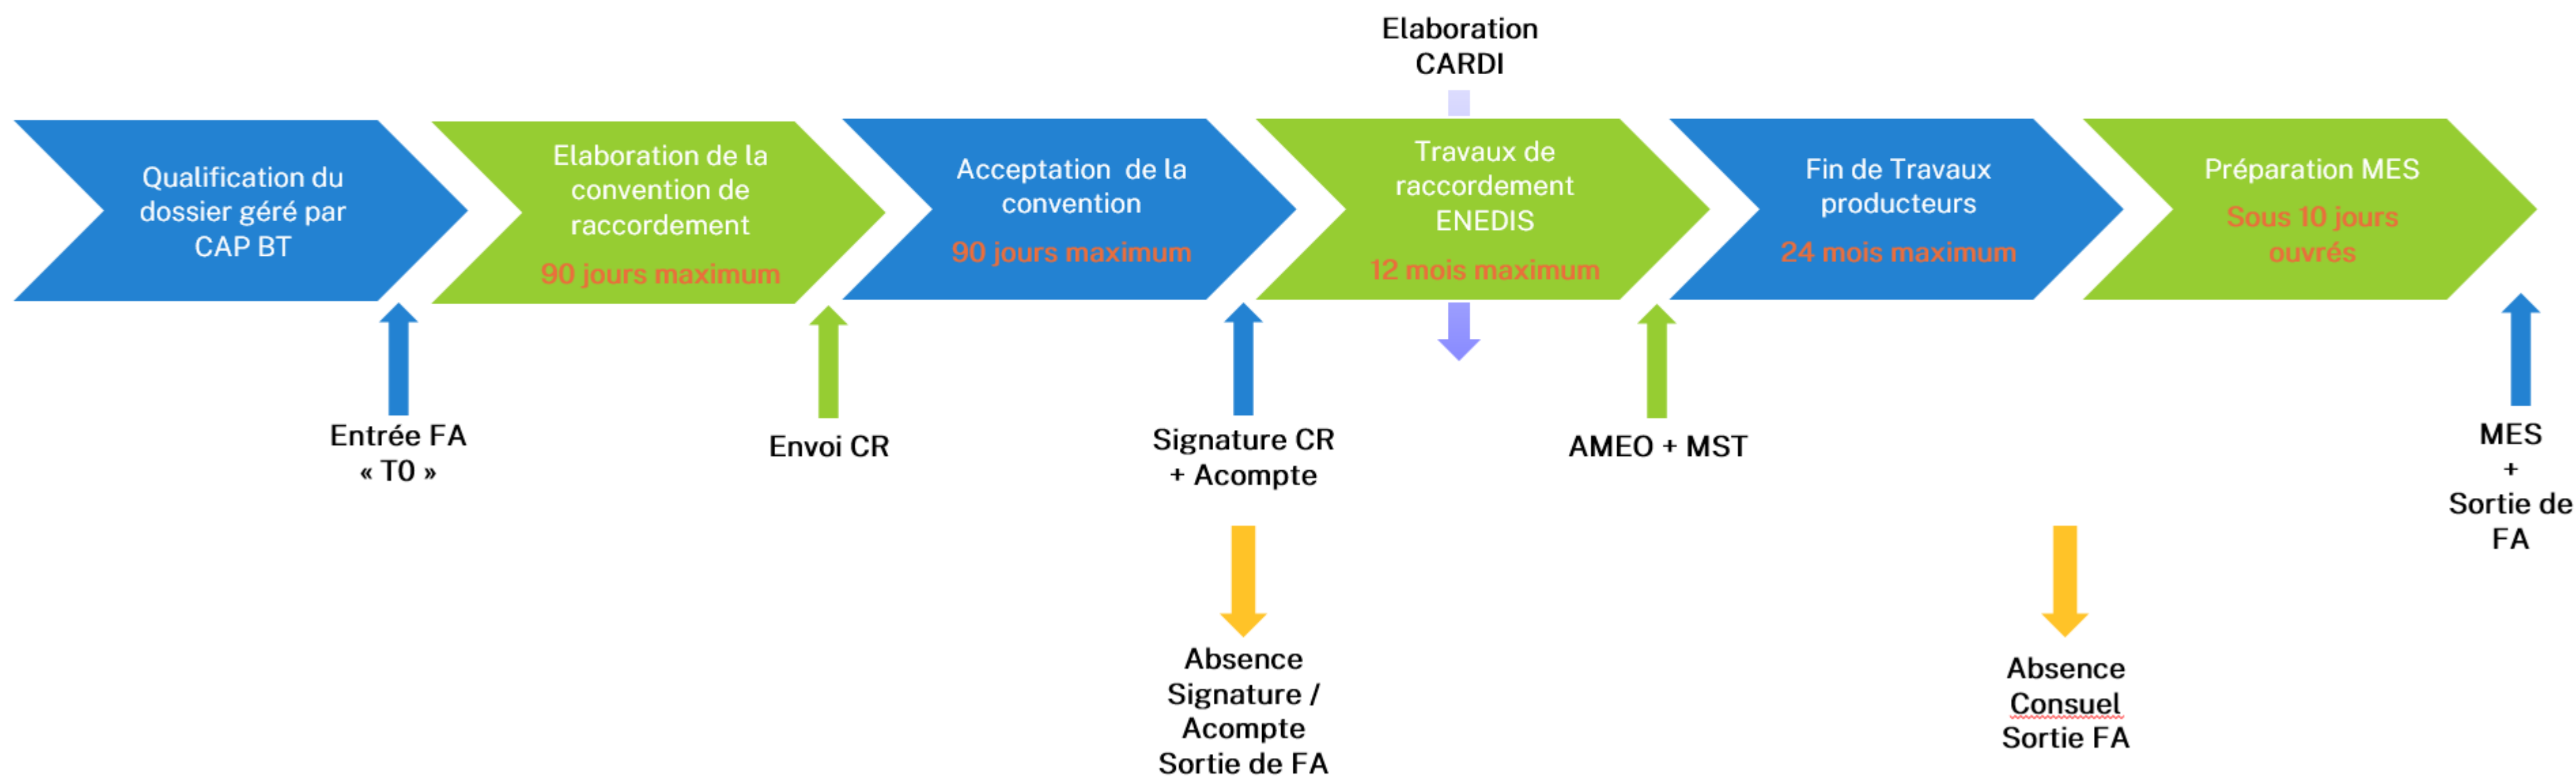 Elaboration
CARDI
Qualification du
dossier géré par
CAP BT
Elaboration de la
convention de
raccordement
90 jours maximum
Acceptation de la
convention
90 jours maximum
Travaux de
raccordement
ENEDIS
12 mois maximum
Fin de Travaux
producteurs
24 mois maximum
Préparation MES
Sous 10 jours
ouvrés
Entrée FA
« T0 »
Envoi CR
Signature CR
+ Acompte
AMEO + MST
MES
+
Sortie de
FA
Absence
Signature /
Acompte
Sortie de FA
Absence
Consuel
Sortie FA